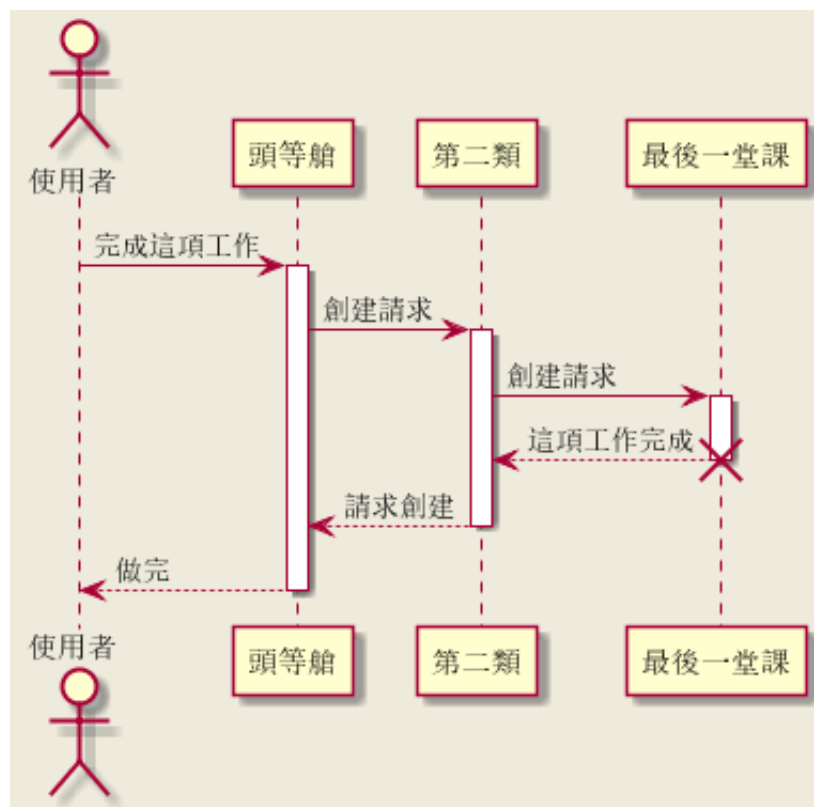 頭等艙
第二類
最後一堂課
使用者
完成這項工作
創建請求
創建請求
這項工作完成
請求創建
做完
使用者
頭等艙
第二類
最後一堂課